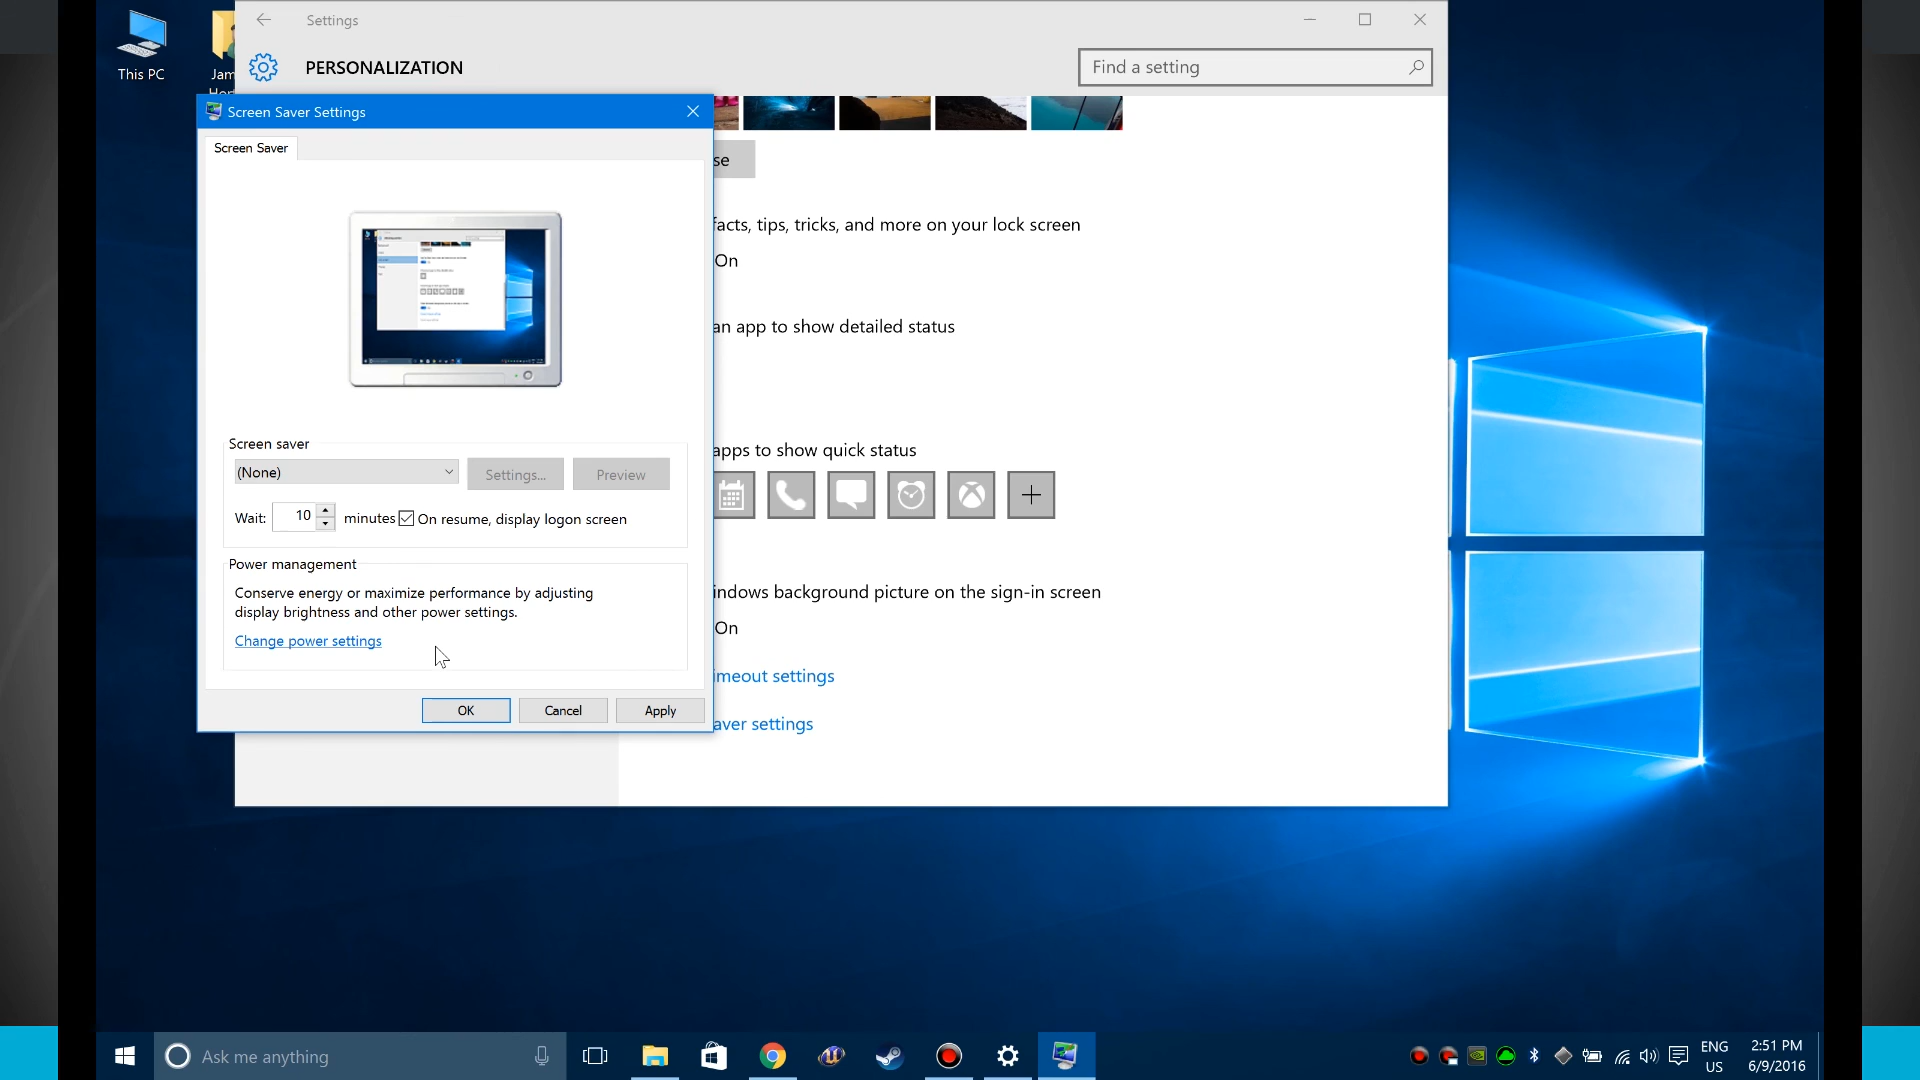 This PC
Jam
Settings
PERSONALIZATION
Find a setting
Screen Saver Settings
Screen Saver
se
facts, tips, tricks, and more on your lock screen
On
an app to show detailed status
Screen saver
(None)
Settings...
Preview
Wait:
10
minutes
On resume, display logon screen
apps to show quick status
Power management
Conserve energy or maximize performance by adjusting
display brightness and other power settings.
Change power settings
indows background picture on the sign-in screen
On
imeout settings
aver settings
OK
Cancel
Apply
Ask me anything
ENG
US
2:51 PM
6/9/2016